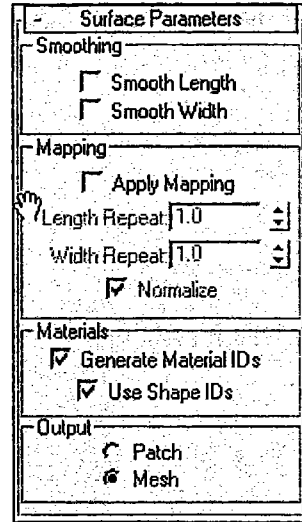 - Surface Parameters
Smoothing
Smooth Length
Smooth Width
Mapping
Apply Mapping
Length Repeat: 1.0
Width Repeat: 1.0
Normalize
Materials
Generate Material IDs
Use Shape IDs
Output
Patch
Mesh